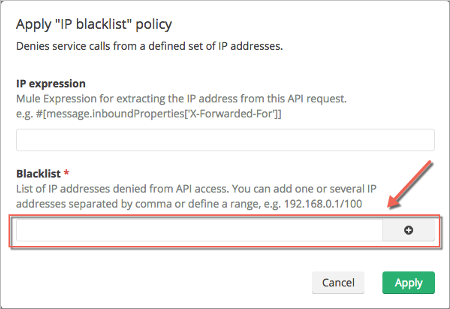 Apply "IP blacklist" policy
Denies service calls from a defined set of IP addresses.
IP expression
Mule Expression for extracting the IP address from this API request.
e.g. #[message.inboundProperties['X-Forwarded-For']]
Blacklist *
List of IP addresses denied from API access. You can add one or several IP
addresses separated by comma or define a range, e.g. 192.168.0.1/100
Cancel
Apply